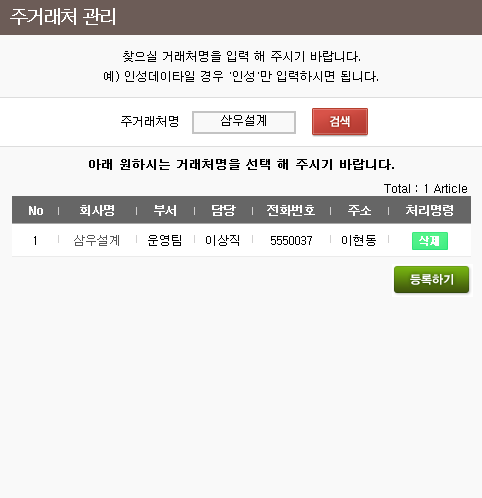 주거래처 관리
찾으실 거래처명을 입력 해 주시기 바랍니다.
예) 인성데이타일 경우 '인성'만 입력하시면 됩니다.
주거래처명 삼우설계 검색
아래 원하시는 거래처명을 선택 해 주시기 바랍니다.
Total : 1 Article
No 회사명 부서 담당 전화번호 주소 처리명령
1 삼우설계 운영팀 이상직 5550037 이현동 삭제
등록하기